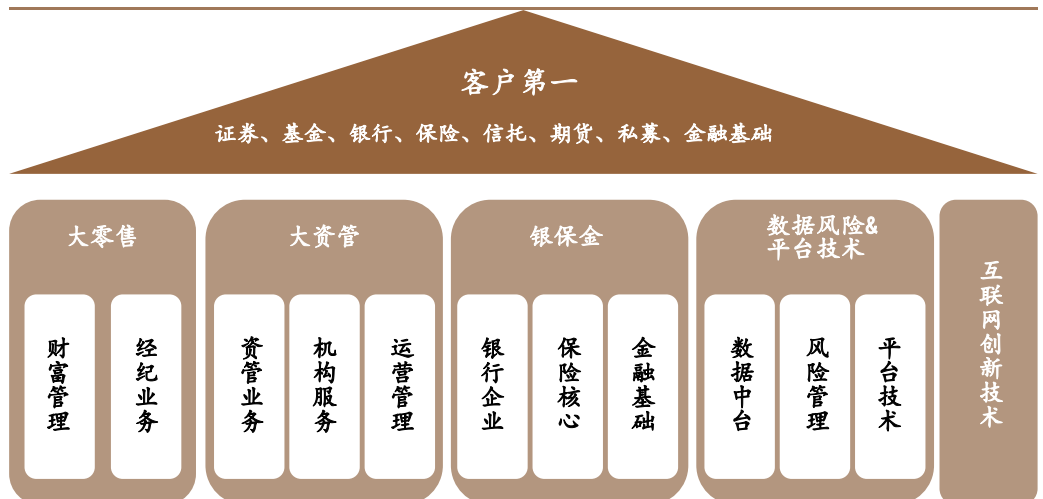 客户第一
证券、基金、银行、保险、信托、期货、私募、金融基础
大零售
财富管理
经纪业务
大资管
资管业务
机构服务
运营管理
银保金
银行企业
保险核心
金融基础
数据风险&
平台技术
数据中台
风险管理
平台技术
互联网创新技术